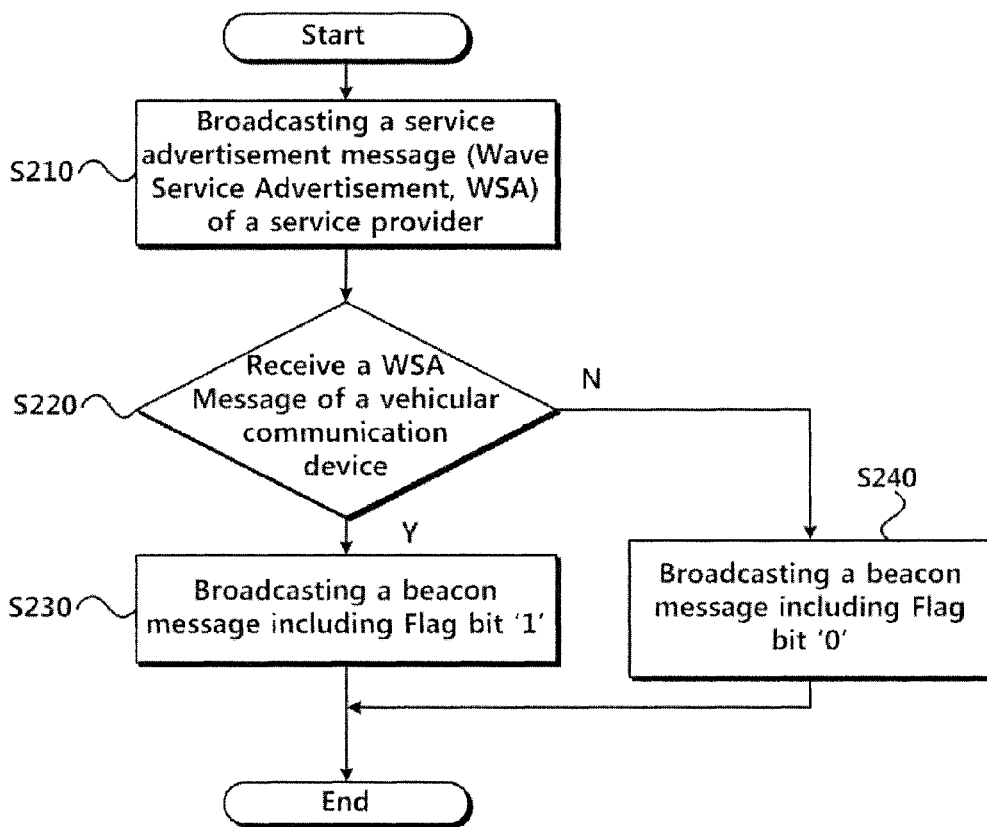 Start
S210
Broadcasting a service
advertisement message (Wave
Service Advertisement, WSA)
of a service provider
S220
Receive a WSA
Message of a vehicular
communication
device
N
Y
S240
S230
Broadcasting a beacon
message including Flag bit ‘1’
Broadcasting a beacon
message including Flag
bit ‘0’
End